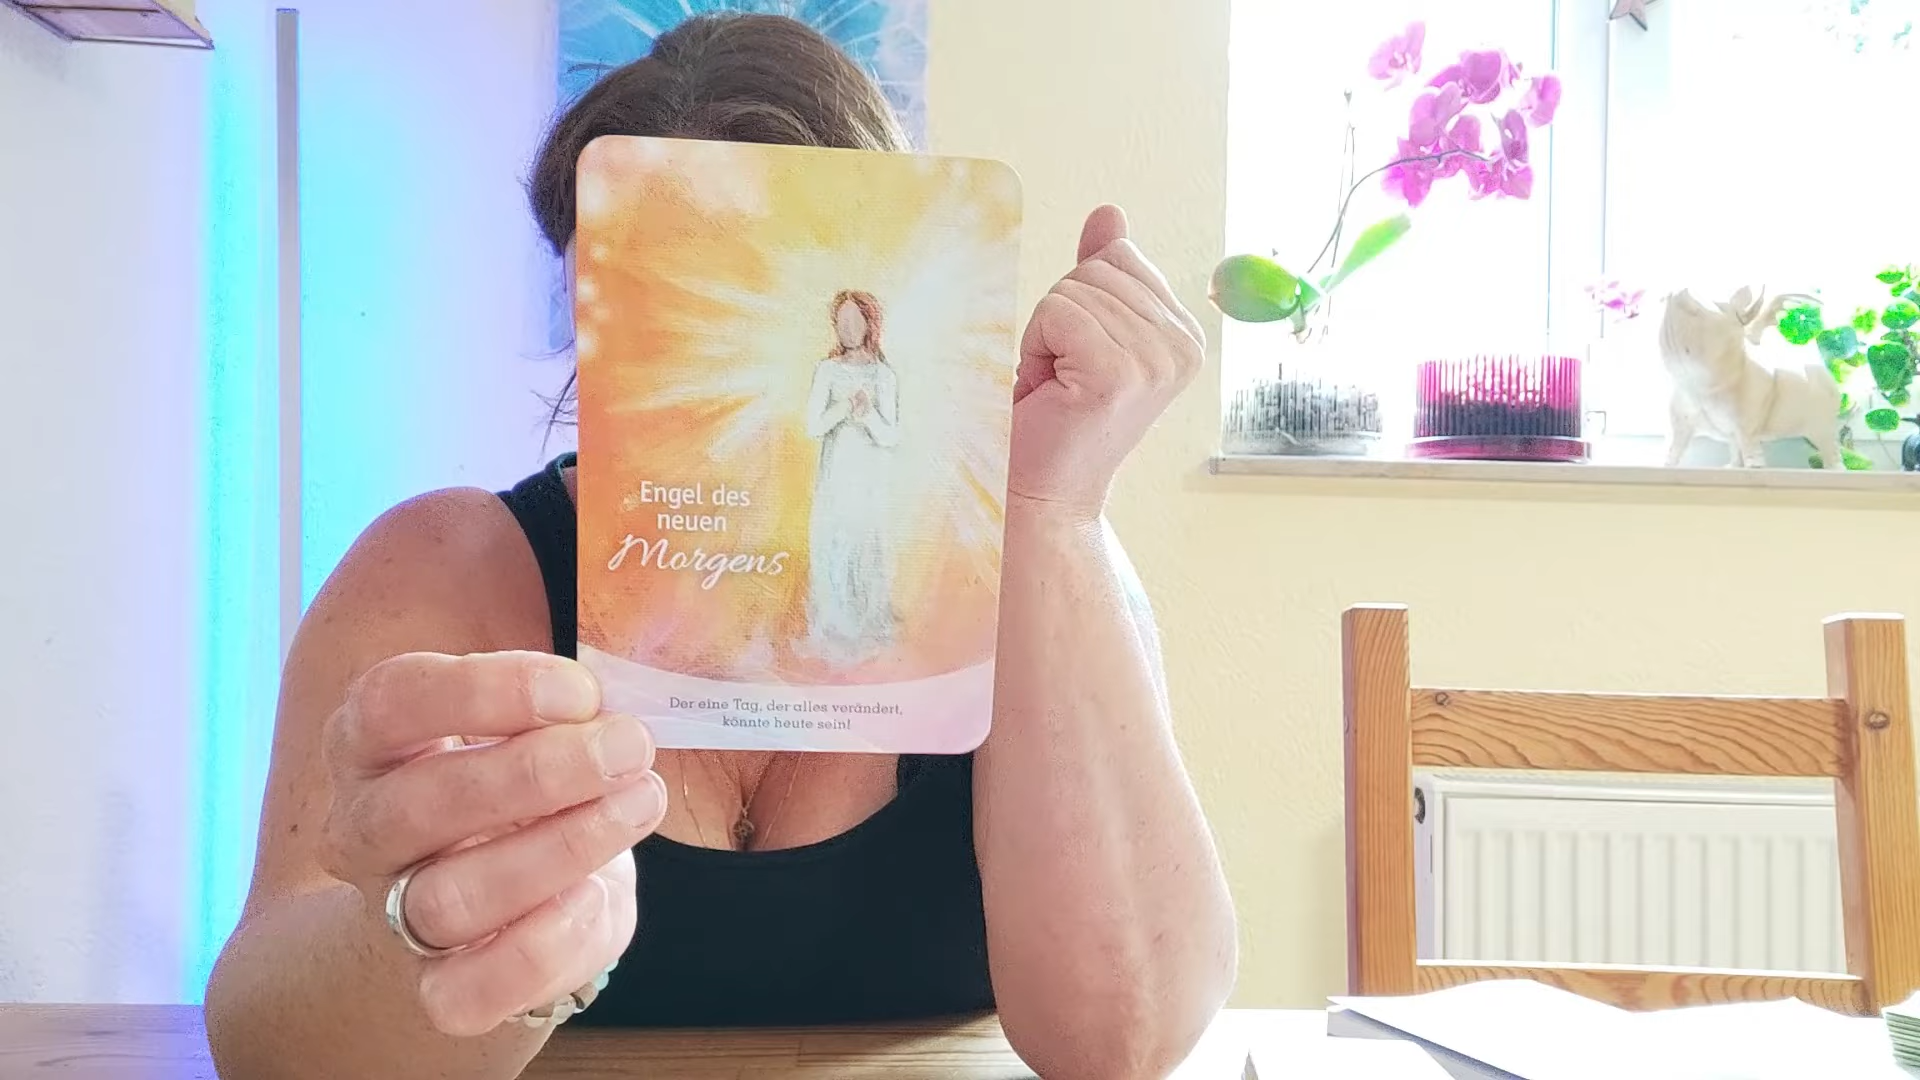 Engel des
neuen
Morgens
Der eine Tag, der alles verändert,
könnte heute sein!